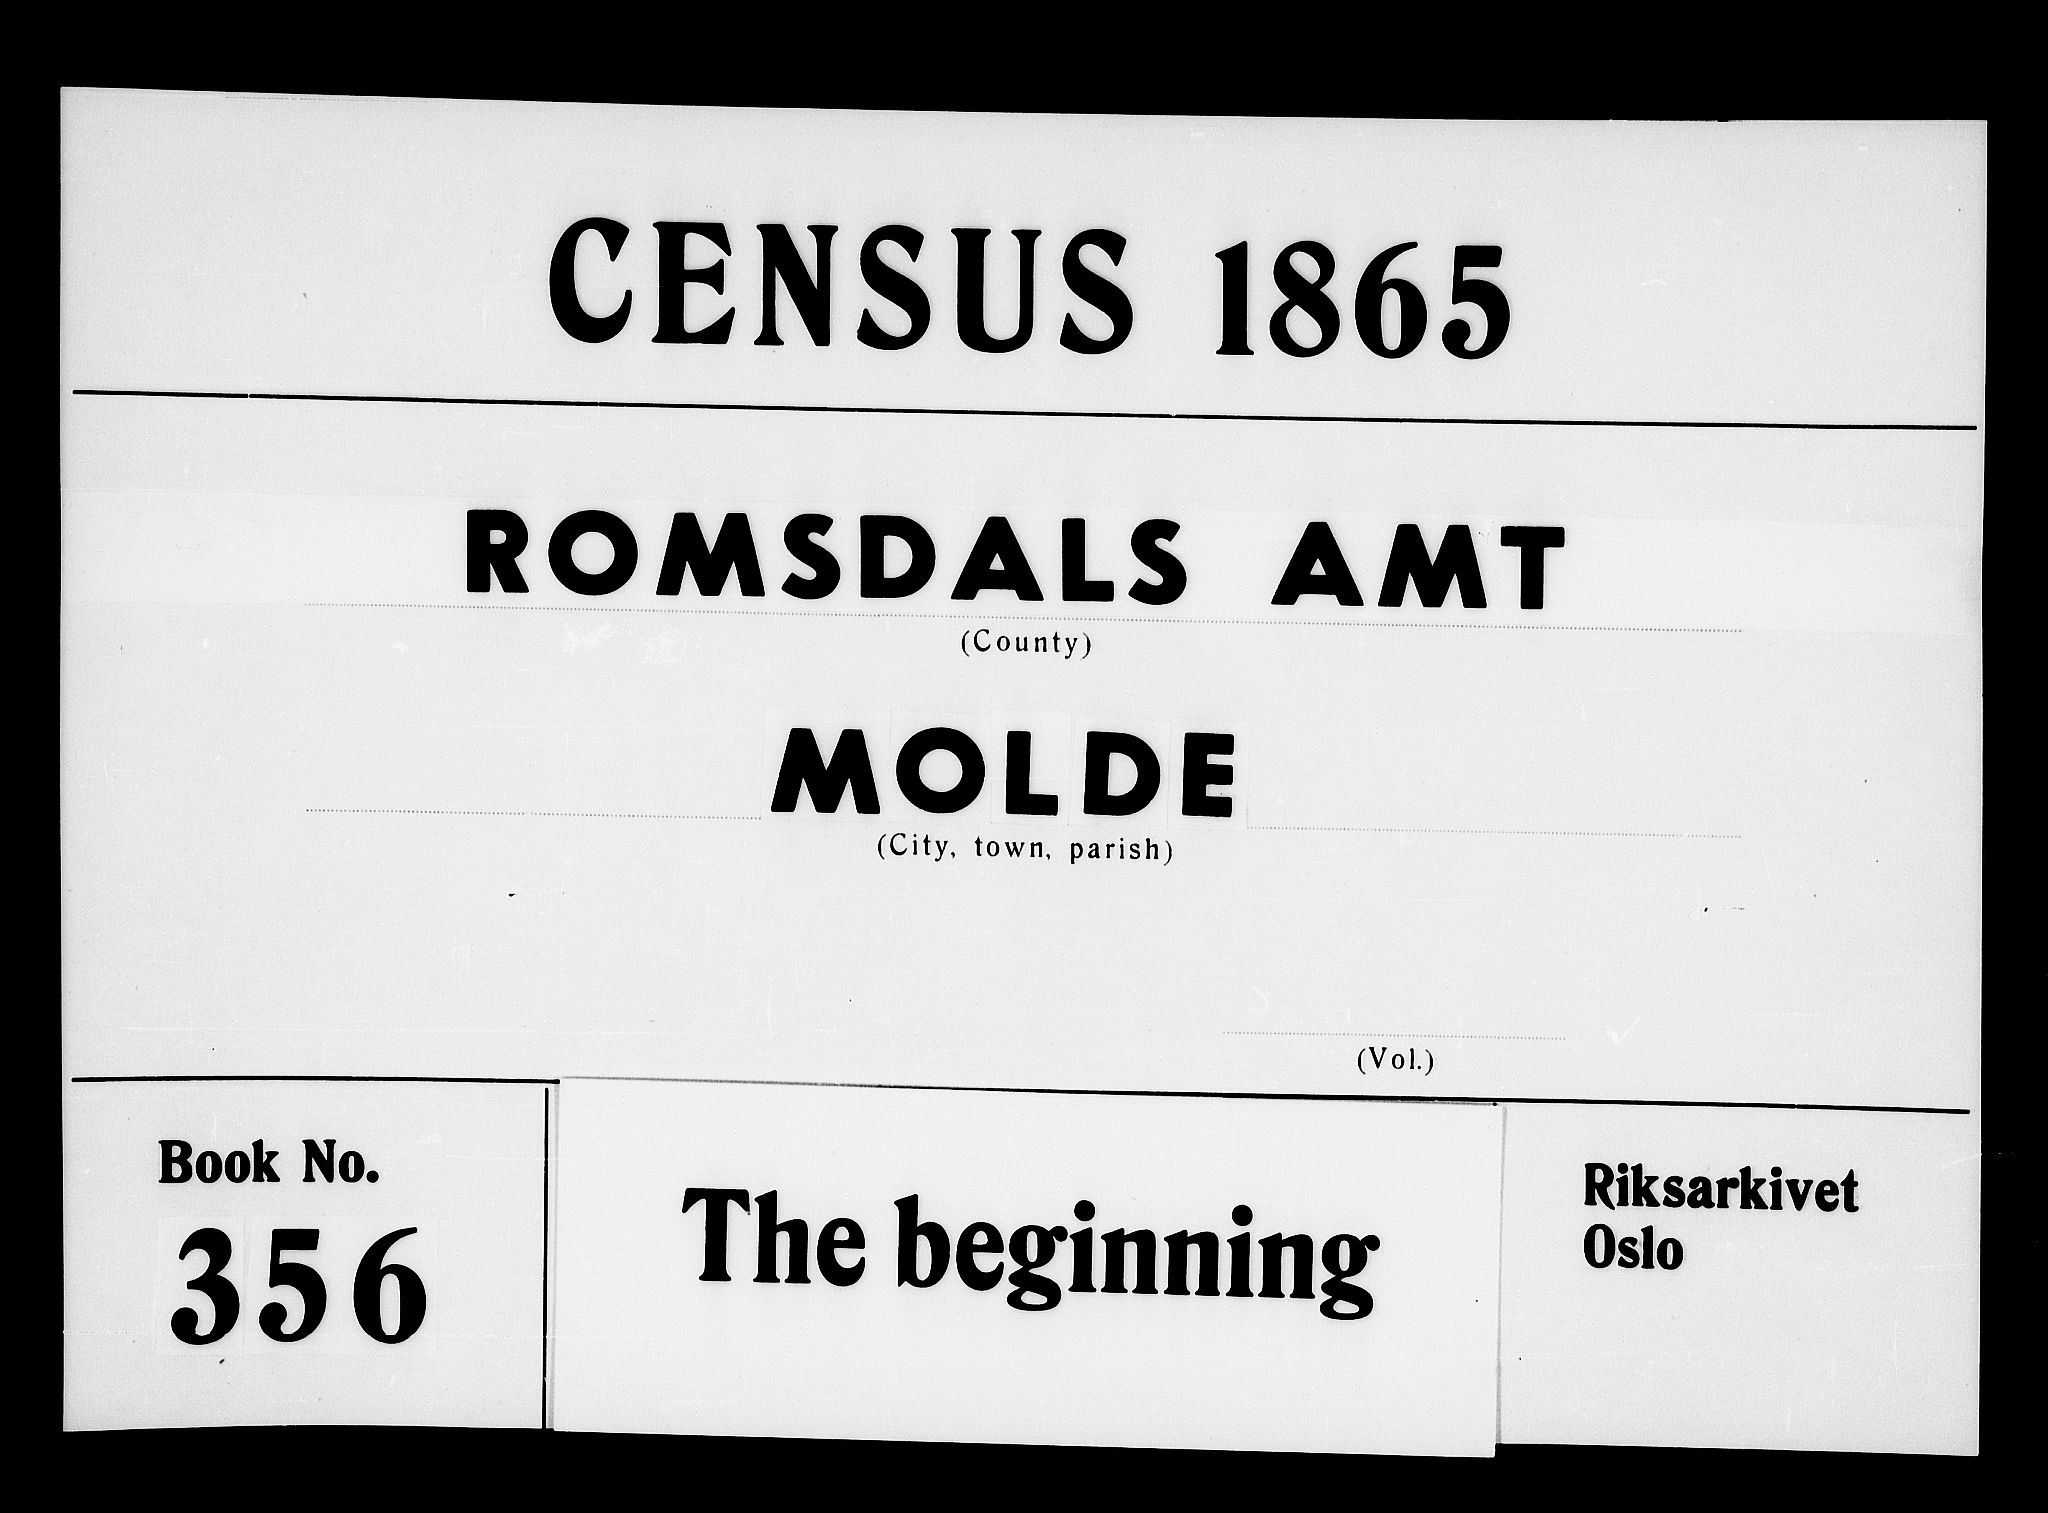 CENSUS 1865
ROMSDALS AMT
(County)
MOLDE
(City, town, parish)
(Vol.)
Book No.
356
The beginning
Riksarkivet
Oslo